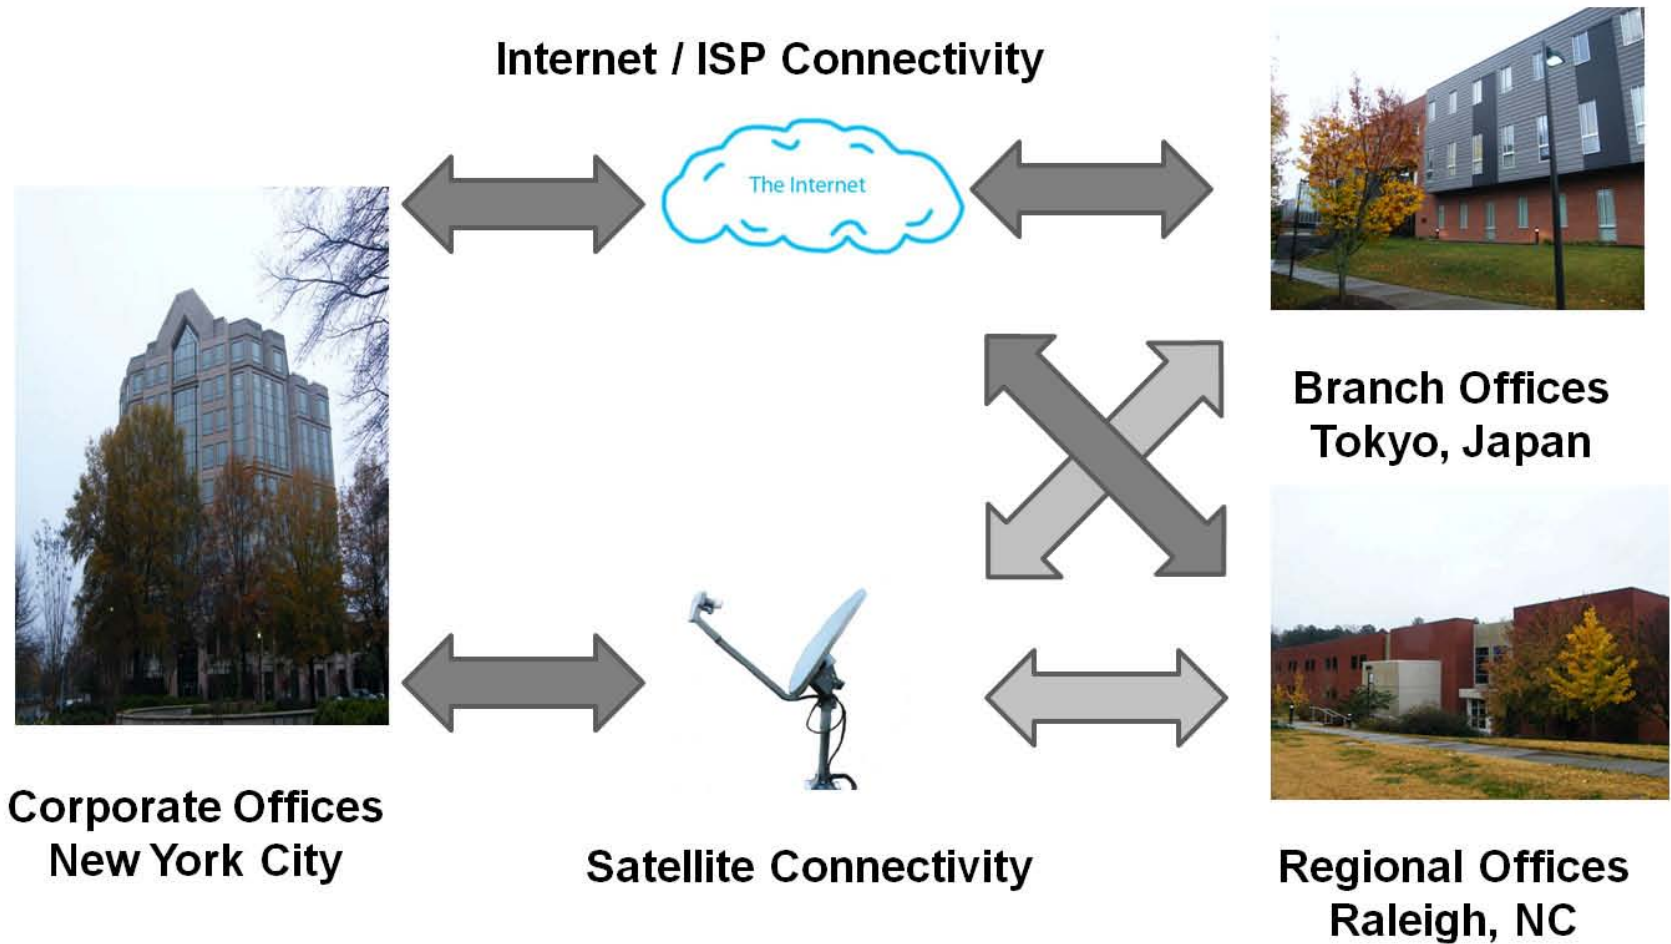 Internet / ISP Connectivity
The Internet
Branch Offices
Tokyo, Japan
Corporate Offices
New York City
Satellite Connectivity
Regional Offices
Raleigh, NC